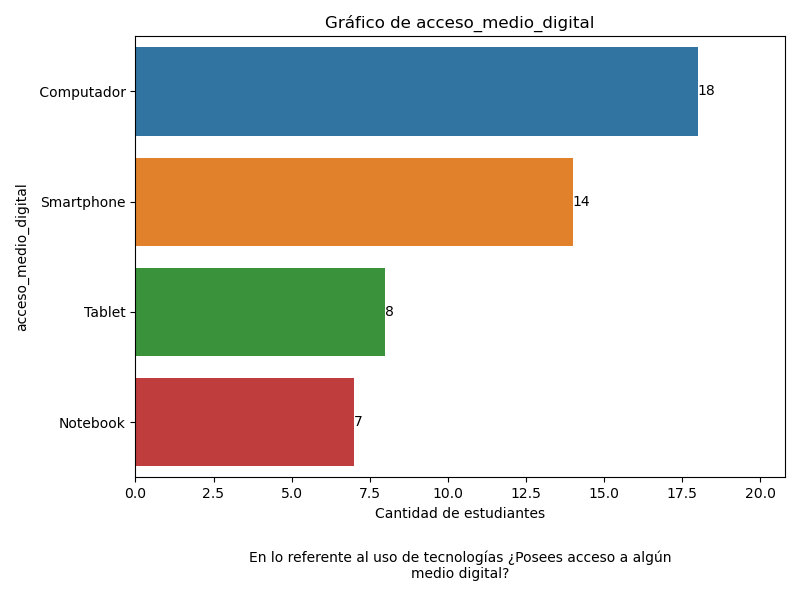 Gráfico de acceso_medio_digital
acceso_medio_digital
Computador
18
Smartphone
14
Tablet
8
Notebook
7
0.0 2.5 5.0 7.5 10.0 12.5 15.0 17.5 20.0
Cantidad de estudiantes
En lo referente al uso de tecnologías ¿Posees acceso a algún
medio digital?